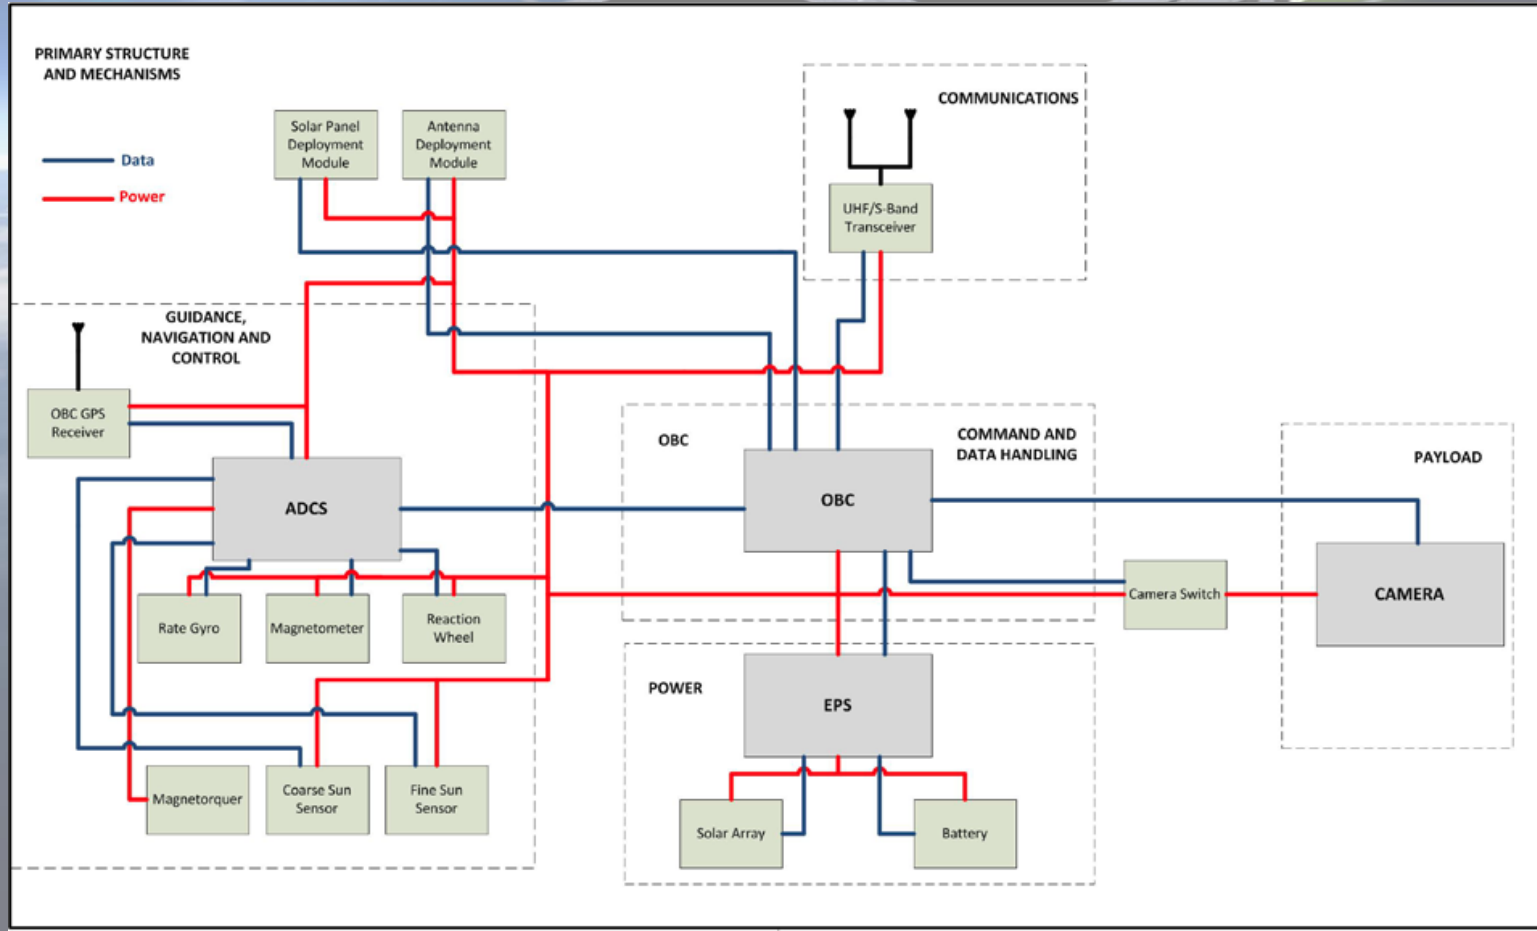 PRIMARY STRUCTURE
AND MECHANISMS
Data
Power
Solar Panel
Deployment
Module
Antenna
Deployment
Module
COMMUNICATIONS
UHF/S-Band
Transceiver
GUIDANCE,
NAVIGATION AND
CONTROL
OBC GPS
Receiver
ADCS
OBC
COMMAND AND
DATA HANDLING
OBC
PAYLOAD
CAMERA
Camera Switch
Rate Gyro
Magnetometer
Reaction
Wheel
POWER
EPS
Magnetorquer
Coarse Sun
Sensor
Fine Sun
Sensor
Solar Array
Battery